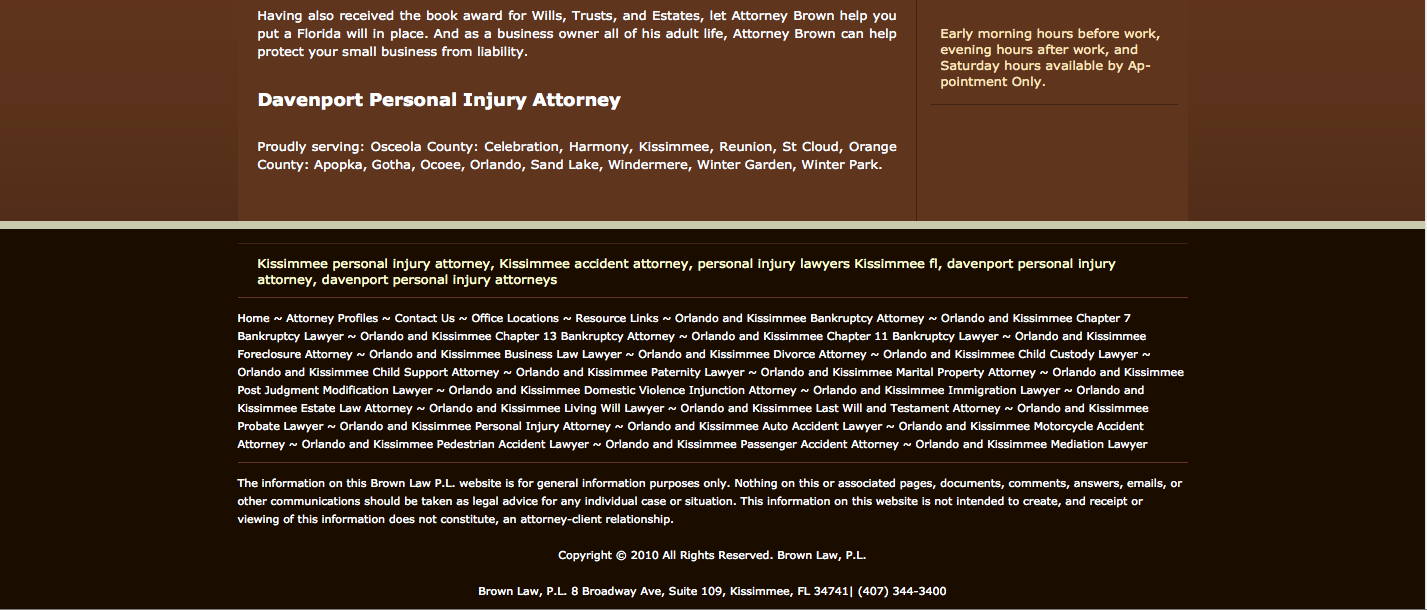 Having also received the book award for Wills, Trusts, and Estates, let Attorney Brown help you
put a Florida will in place. And as a business owner all of his adult life, Attorney Brown can help
protect your small business from liability.
Davenport Personal Injury Attorney
Proudly serving: Osceola County: Celebration, Harmony, Kissimmee, Reunion, St Cloud, Orange
County: Apopka, Gotha, Ocoee, Orlando, Sand Lake, Windermere, Winter Garden, Winter Park.
Early morning hours before work,
evening hours after work, and
Saturday hours available by Ap-
pointment Only.
Kissimmee personal injury attorney, Kissimmee accident attorney, personal injury lawyers Kissimmee fl, davenport personal injury
attorney, davenport personal injury attorneys
Home ~ Attorney Profiles ~ Contact Us ~ Office Locations ~ Resource Links ~ Orlando and Kissimmee Bankruptcy Attorney ~ Orlando and Kissimmee Chapter 7
Bankruptcy Lawyer ~ Orlando and Kissimmee Chapter 13 Bankruptcy Attorney ~ Orlando and Kissimmee Chapter 11 Bankruptcy Lawyer ~ Orlando and Kissimmee
Foreclosure Attorney ~ Orlando and Kissimmee Business Law Lawyer ~ Orlando and Kissimmee Divorce Attorney ~ Orlando and Kissimmee Child Custody Lawyer ~
Orlando and Kissimmee Child Support Attorney ~ Orlando and Kissimmee Paternity Lawyer ~ Orlando and Kissimmee Marital Property Attorney ~ Orlando and Kissimmee
Post Judgment Modification Lawyer ~ Orlando and Kissimmee Domestic Violence Injunction Attorney ~ Orlando and Kissimmee Immigration Lawyer ~ Orlando and
Kissimmee Estate Law Attorney ~ Orlando and Kissimmee Living Will Lawyer ~ Orlando and Kissimmee Last Will and Testament Attorney ~ Orlando and Kissimmee
Probate Lawyer ~ Orlando and Kissimmee Personal Injury Attorney ~ Orlando and Kissimmee Auto Accident Lawyer ~ Orlando and Kissimmee Motorcycle Accident
Attorney ~ Orlando and Kissimmee Pedestrian Accident Lawyer ~ Orlando and Kissimmee Passenger Accident Attorney ~ Orlando and Kissimmee Mediation Lawyer
The information on this Brown Law P.L. website is for general information purposes only. Nothing on this or associated pages, documents, comments, answers, emails, or
other communications should be taken as legal advice for any individual case or situation. This information on this website is not intended to create, and receipt or
viewing of this information does not constitute, an attorney-client relationship.
Copyright © 2010 All Rights Reserved. Brown Law, P.L.
Brown Law, P.L. 8 Broadway Ave, Suite 109, Kissimmee, FL 34741| (407) 344-3400